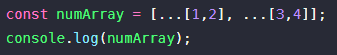 const numArray = [...[1,2], ...[3,4]];
console.log(numArray);